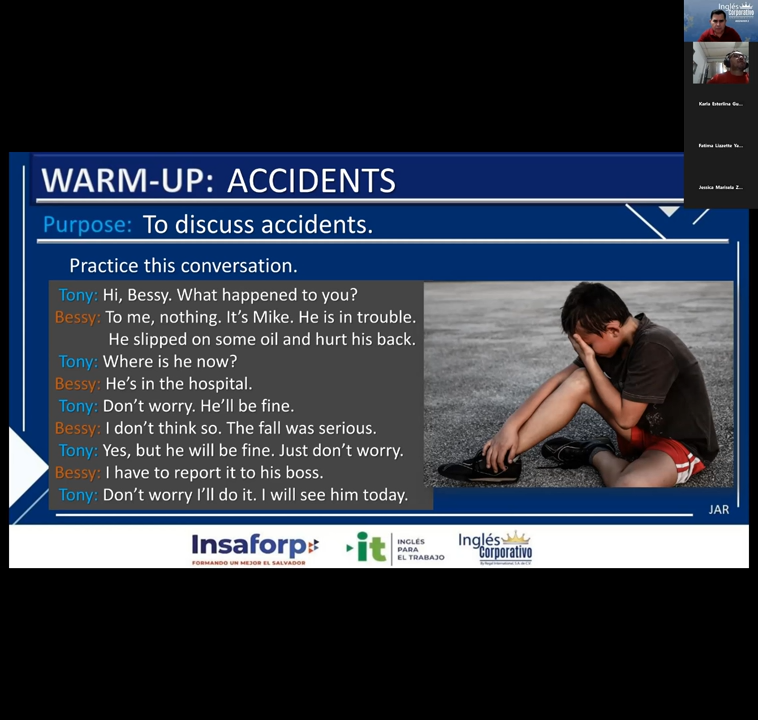 Inglés
Corporativo
Karla Esterlina Gu...
Fatima Lizzette Ya...
Jessica Marisela Z...
WARM-UP: ACCIDENTS
Purpose: To discuss accidents.
Practice this conversation.
Tony: Hi, Bessy. What happened to you?
Bessy: To me, nothing. It’s Mike. He is in trouble.
He slipped on some oil and hurt his back.
Tony: Where is he now?
Bessy: He’s in the hospital.
Tony: Don’t worry. He’ll be fine.
Bessy: I don’t think so. The fall was serious.
Tony: Yes, but he will be fine. Just don’t worry.
Bessy: I have to report it to his boss.
Tony: Don’t worry I’ll do it. I will see him today.
JAR
Insaforp
FORMANDO UN MEJOR EL SALVADOR
it
INGLÉS
PARA
EL TRABAJO
Inglés
Corporativo